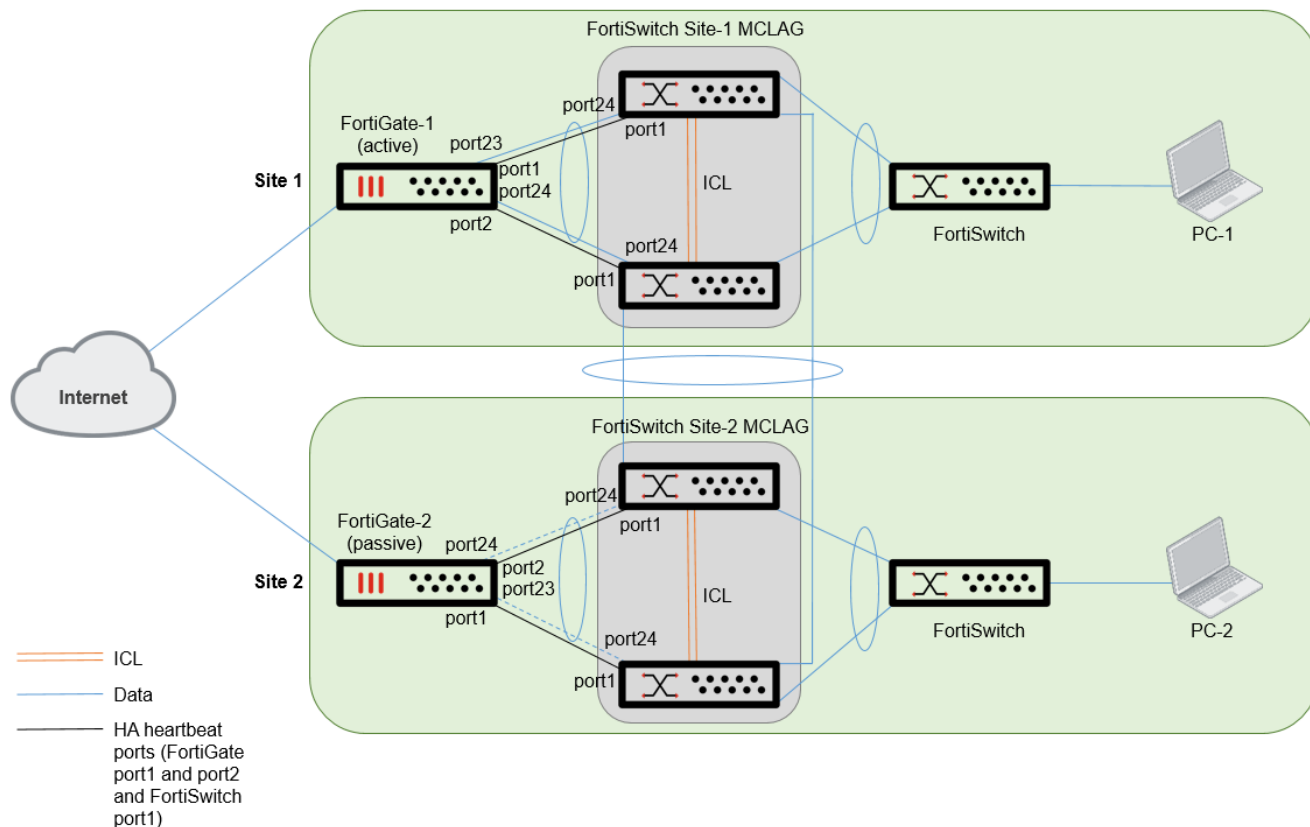 FortiSwitch Site-1 MCLAG
port24
FortiGate-1
(active)
port23
port1
port1
port24
Site 1
ICL
port2
port24
FortiSwitch
PC-1
port1
Internet
FortiSwitch Site-2 MCLAG
port24
FortiGate-2
(passive)
port24
port1
port2
port23
Site 2
ICL
port1
port24
FortiSwitch
PC-2
port1
ICL
Data
HA heartbeat
ports (FortiGate
port1 and port2
and FortiSwitch
port1)